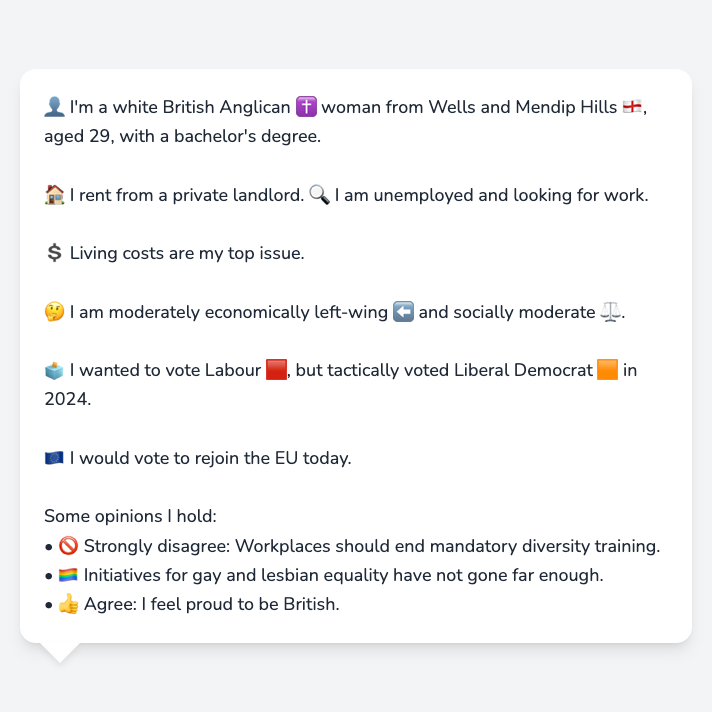 👤 I'm a white British Anglican ✝️ woman from Wells and Mendip Hills 🏴󠁧󠁢󠁥󠁮󠁧󠁿,
aged 29, with a bachelor's degree.
🏠 I rent from a private landlord. 🔍 I am unemployed and looking for work.
💲 Living costs are my top issue.
🤔 I am moderately economically left-wing ⬅️ and socially moderate ⚖️.
🗳️ I wanted to vote Labour 🟥, but tactically voted Liberal Democrat 🟧 in
2024.
🇪🇺 I would vote to rejoin the EU today.
Some opinions I hold:
• 🚫 Strongly disagree: Workplaces should end mandatory diversity training.
• 🏳️‍🌈 Initiatives for gay and lesbian equality have not gone far enough.
• 👍 Agree: I feel proud to be British.